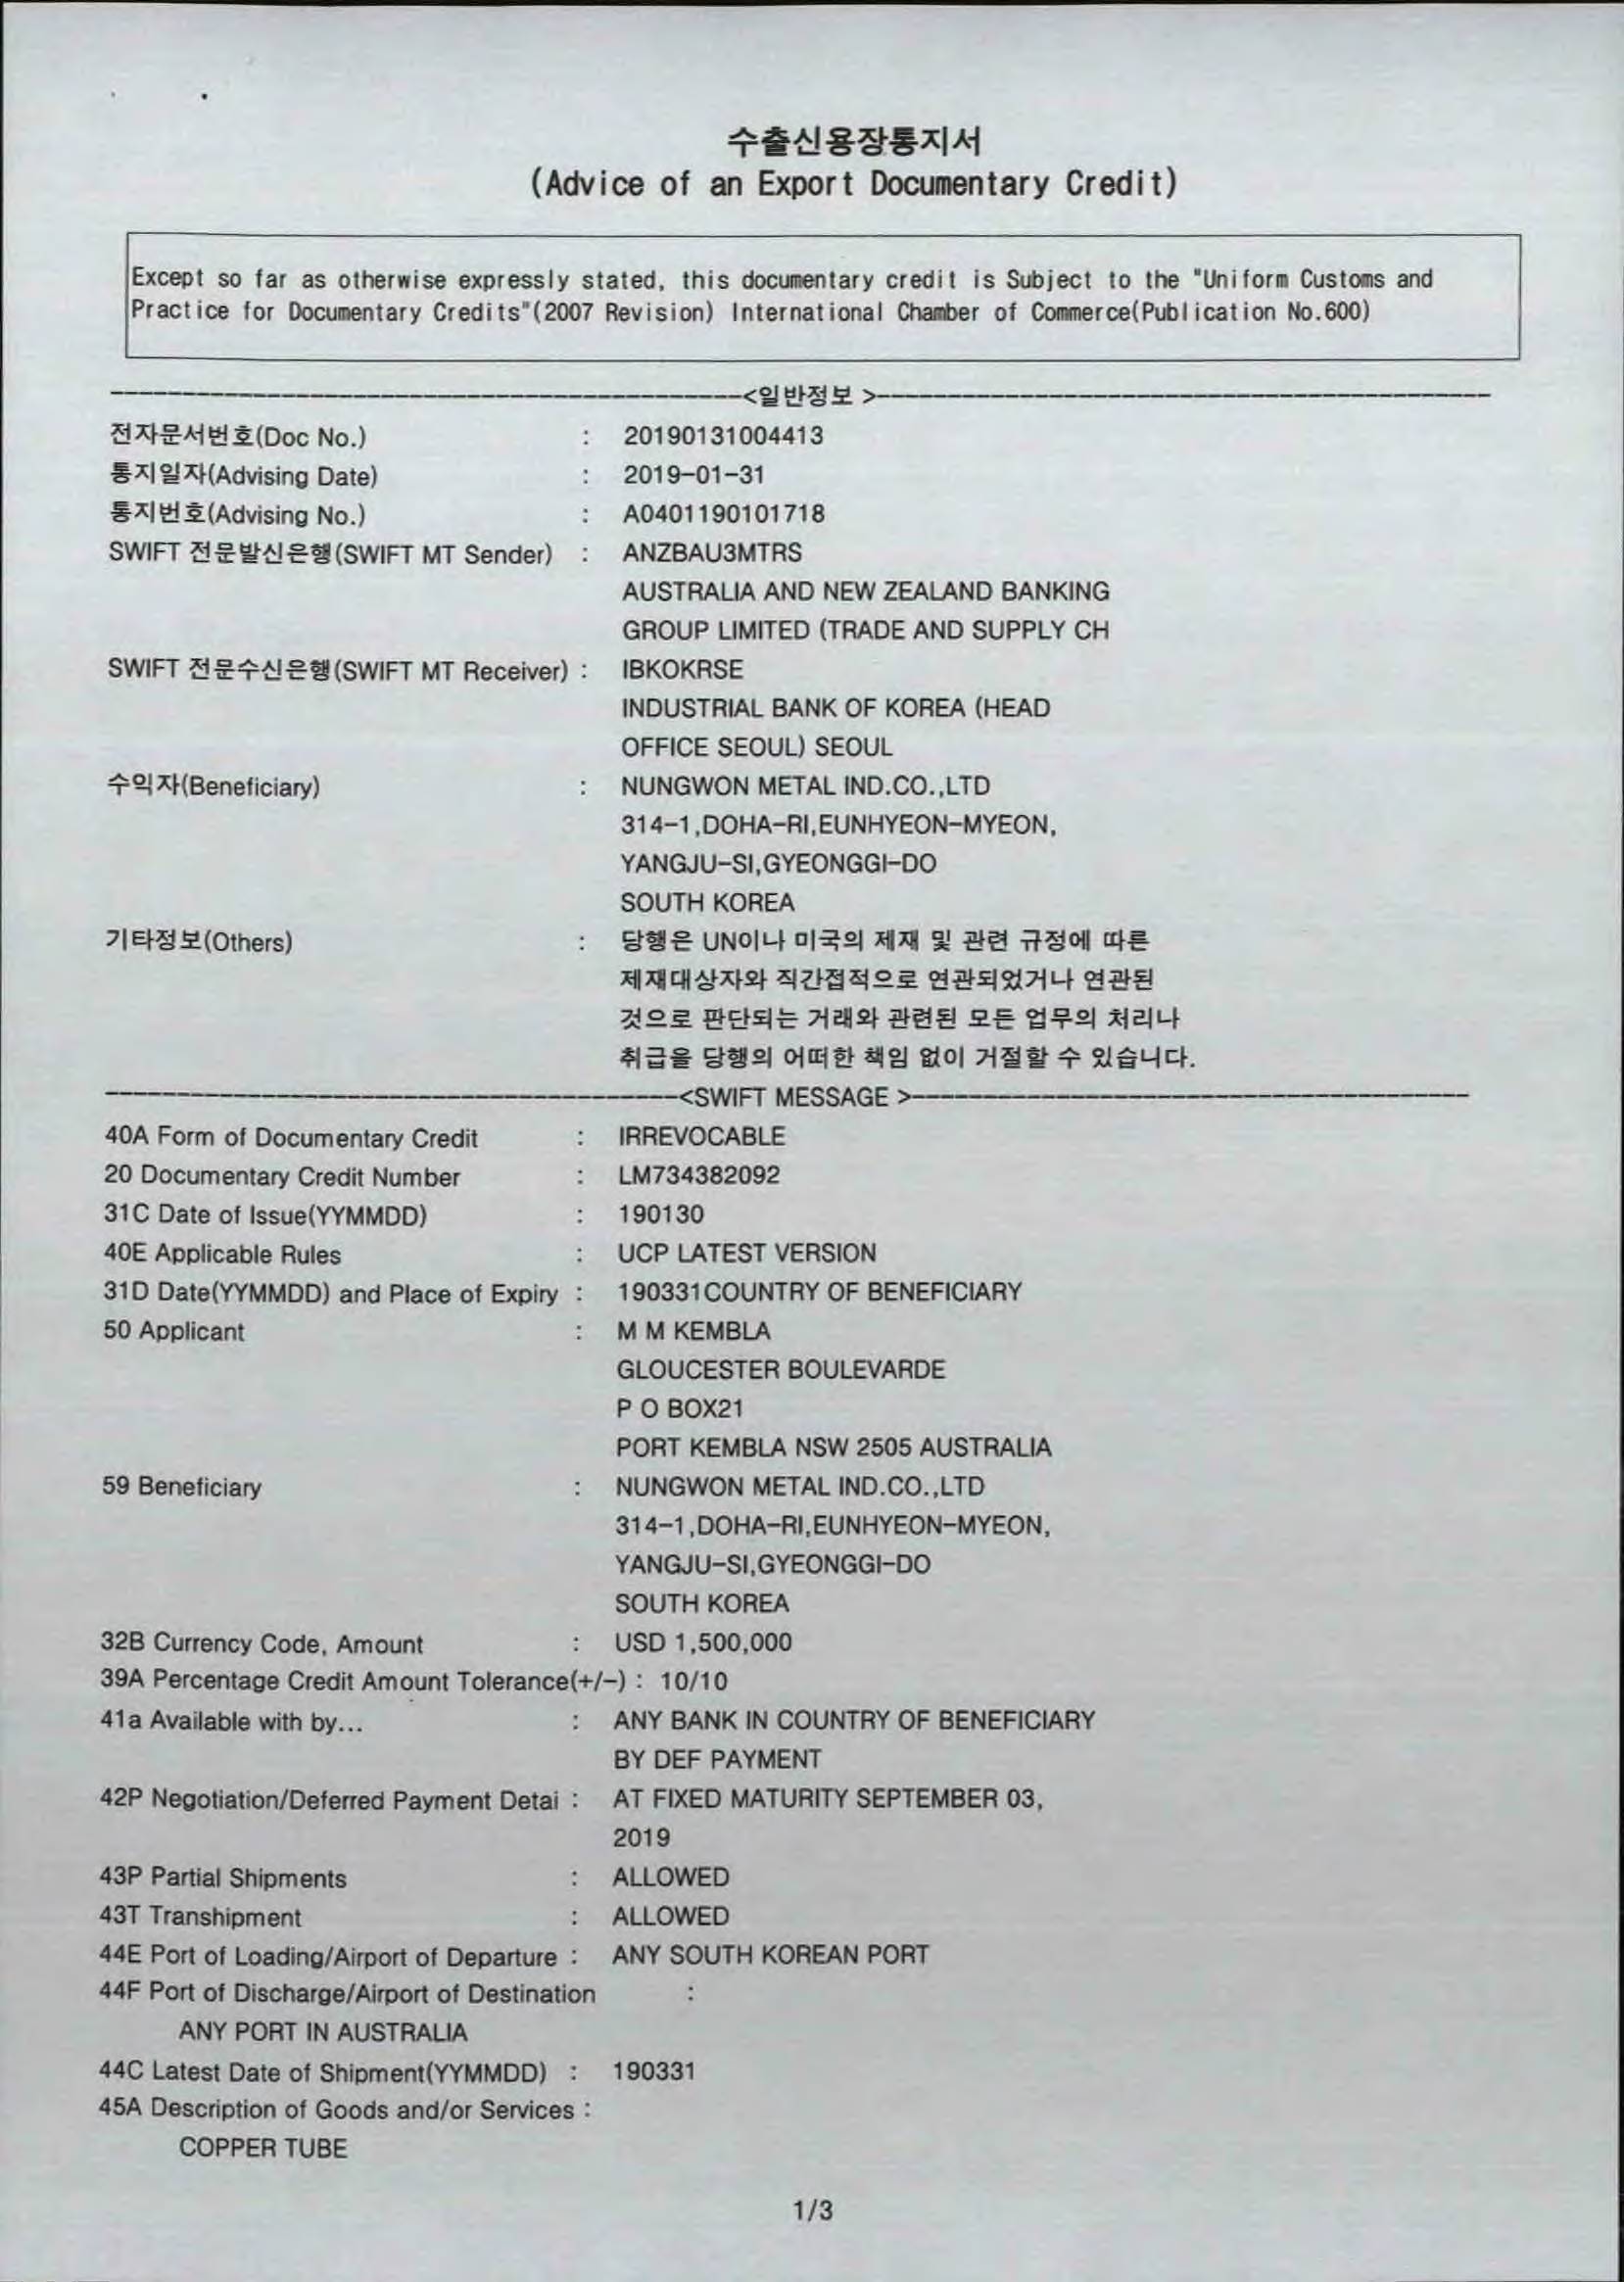 수출신용장통지서
(Advice of an Export Documentary Credit)
Except so far as otherwise expressly stated, this documentary credit is Subject to the "Uniform Customs and
Practice for Documentary Credits"(2007 Revision) International Chamber of Commerce(Publication No.600)
<일반정보 >
전자문서번호(Doc No.) : 20190131004413
통지일자(Advising Date) : 2019-01-31
통지번호(Advising No.) : A0401190101718
SWIFT 전문발신은행(SWIFT MT Sender) : ANZBAU3MTRS
AUSTRALIA AND NEW ZEALAND BANKING
GROUP LIMITED (TRADE AND SUPPLY CH
SWIFT 전문수신은행(SWIFT MT Receiver) : IBKOKRSE
INDUSTRIAL BANK OF KOREA (HEAD
OFFICE SEOUL) SEOUL
수익자(Beneficiary) : NUNGWON METAL IND.CO.,LTD
314-1,DOHA-RI,EUNHYEON-MYEON,
YANGJU-SI,GYEONGGI-DO
SOUTH KOREA
기타정보(Others) : 당행은 UN이나 미국의 제재 및 관련 규정에 따른
제재대상자와 직간접적으로 연관되었거나 연관된
것으로 판단되는 거래와 관련된 모든 업무의 처리나
취급을 당행의 어떠한 책임 없이 거절할 수 있습니다.
<SWIFT MESSAGE >
40A Form of Documentary Credit : IRREVOCABLE
20 Documentary Credit Number : LM734382092
31C Date of Issue(YYMMDD) : 190130
40E Applicable Rules : UCP LATEST VERSION
31D Date(YYMMDD) and Place of Expiry : 190331COUNTRY OF BENEFICIARY
50 Applicant : M M KEMBLA
GLOUCESTER BOULEVARDE
P O BOX21
PORT KEMBLA NSW 2505 AUSTRALIA
59 Beneficiary : NUNGWON METAL IND.CO.,LTD
314-1,DOHA-RI,EUNHYEON-MYEON,
YANGJU-SI,GYEONGGI-DO
SOUTH KOREA
32B Currency Code, Amount : USD 1,500,000
39A Percentage Credit Amount Tolerance(+/-) : 10/10
41a Available with by... : ANY BANK IN COUNTRY OF BENEFICIARY
BY DEF PAYMENT
42P Negotiation/Deferred Payment Detai : AT FIXED MATURITY SEPTEMBER 03,
2019
43P Partial Shipments : ALLOWED
43T Transhipment : ALLOWED
44E Port of Loading/Airport of Departure : ANY SOUTH KOREAN PORT
44F Port of Discharge/Airport of Destination :
ANY PORT IN AUSTRALIA
44C Latest Date of Shipment(YYMMDD) : 190331
45A Description of Goods and/or Services :
COPPER TUBE
1/3